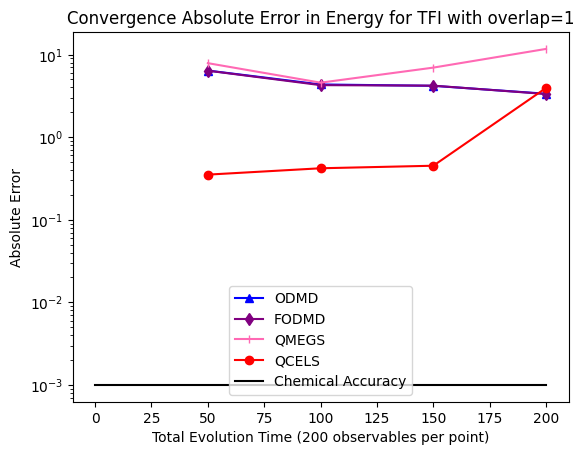 Convergence Absolute Error in Energy for TFI with overlap=1
Absolute Error
10¹
10⁰
10⁻¹
10⁻²
10⁻³
ODMD
FODMD
QMEGS
QCELS
Chemical Accuracy
0 25 50 75 100 125 150 175 200
Total Evolution Time (200 observables per point)